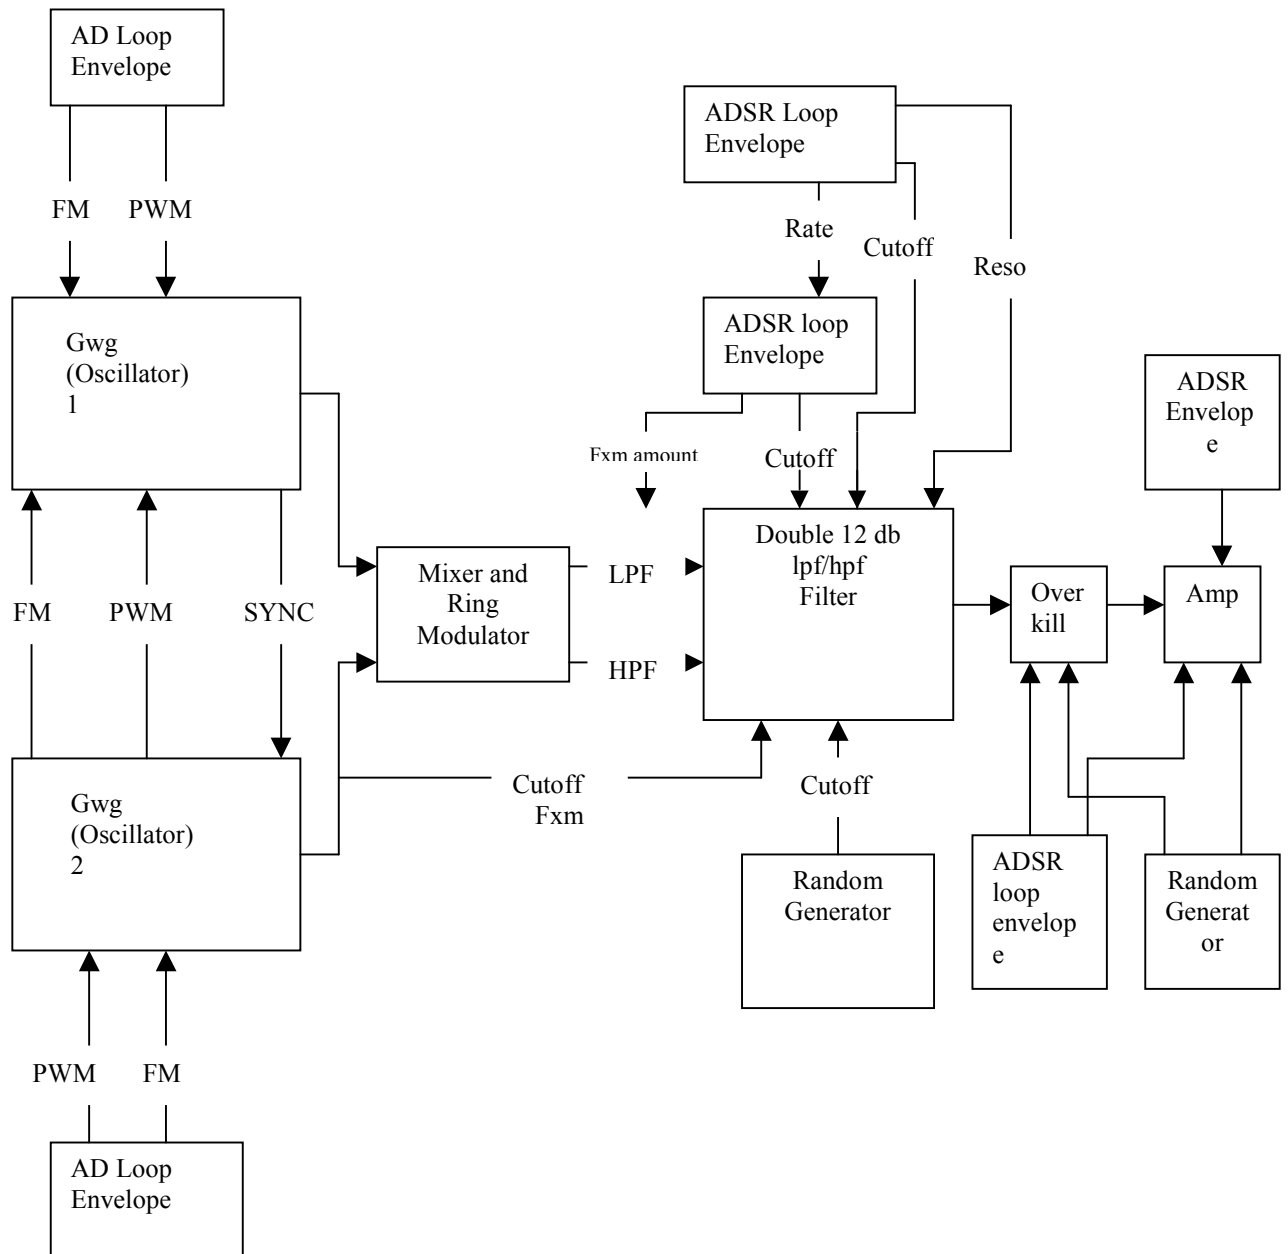 AD Loop
Envelope
ADSR Loop
Envelope
FM
PWM
Rate
Cutoff
Reso
Gwg
(Oscillator)
1
ADSR loop
Envelope
ADSR
Envelop
e
Fxm amount
Cutoff
Double 12 db
lpf/hpf
Filter
Mixer and
Ring
Modulator
LPF
HPF
Over
kill
Amp
FM
PWM
SYNC
Cutoff
Fxm
Cutoff
Gwg
(Oscillator)
2
Random
Generator
ADSR
loop
envelop
e
Random
Generat
or
PWM
FM
AD Loop
Envelope